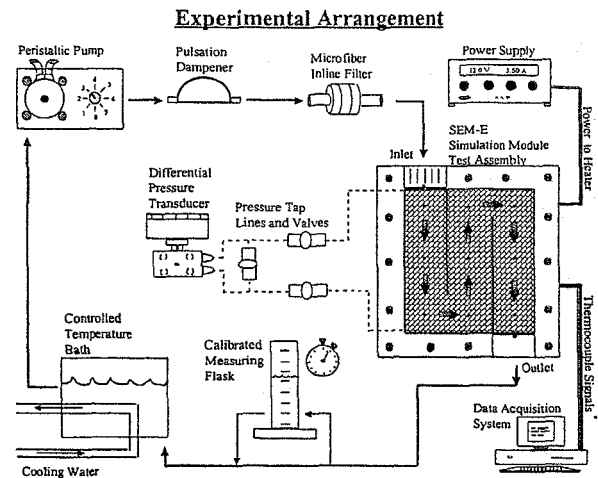 Experimental Arrangement
Peristaltic Pump
Pulsation
Dampener
Microfiber
Inline Filter
Power Supply
12.0 V 3.50 A
SEM-E
Simulation Module
Test Assembly
Inlet
Power to Heater
Differential
Pressure
Transducer
Pressure Tap
Lines and Valves
Controlled
Temperature
Bath
Calibrated
Measuring
Flask
Outlet
Thermocouple Signals
Data Acquisition
System
Cooling Water